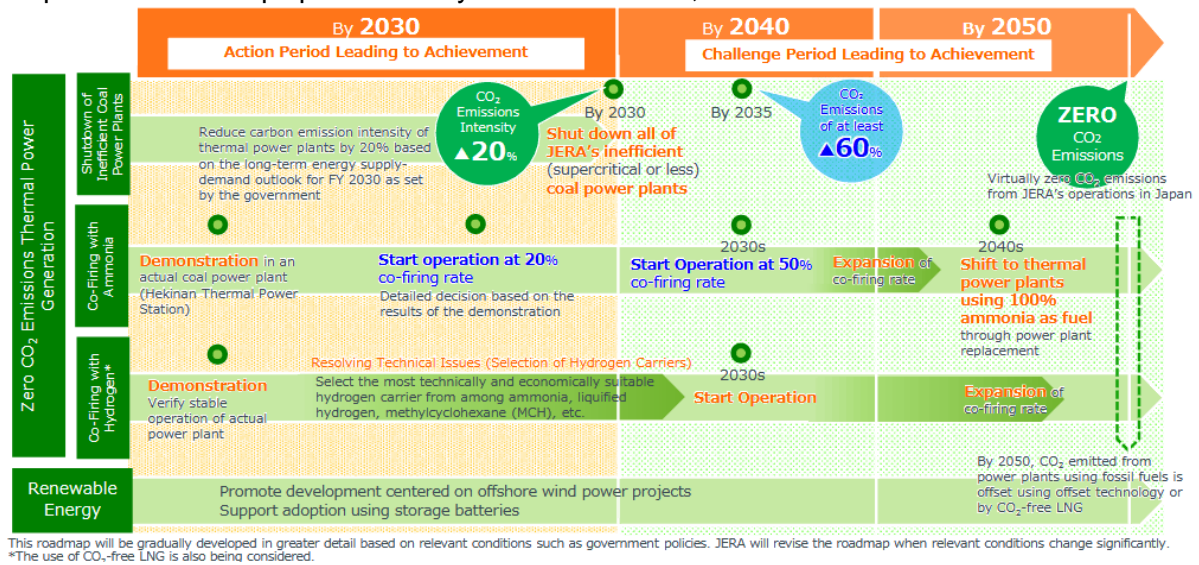 By 2030
Action Period Leading to Achievement
By 2040
By 2050
Challenge Period Leading to Achievement
Zero CO₂ Emissions Thermal Power
Generation
Shutdown of
Inefficient Coal
Power Plants
Reduce carbon emission intensity of
thermal power plants by 20% based
on the long-term energy supply-
demand outlook for FY 2030 as set
by the government
CO₂
Emissions
Intensity
▲20%
By 2030
Shut down all of
JERA's inefficient
(supercritical or less)
coal power plants
By 2035
CO₂
Emissions
of at least
▲60%
ZERO
CO₂
Emissions
Virtually zero CO₂ emissions
from JERA's operations in Japan
Co-Firing with
Ammonia
Demonstration in an
actual coal power plant
(Hekinan Thermal Power
Station)
Start operation at 20%
co-firing rate
Detailed decision based on the
results of the demonstration
2030s
Start Operation at 50%
co-firing rate
Expansion of
co-firing rate
2040s
Shift to thermal
power plants
using 100%
ammonia as fuel
through power plant
replacement
Co-Firing with
Hydrogen*
Demonstration
Verify stable
operation of actual
power plant
Resolving Technical Issues (Selection of Hydrogen Carriers)
Select the most technically and economically suitable
hydrogen carrier from among ammonia, liquified
hydrogen, methylcyclohexane (MCH), etc.
2030s
Start Operation
Expansion of
co-firing rate
By 2050, CO₂ emitted from
power plants using fossil fuels is
offset using offset technology or
by CO₂-free LNG
Renewable
Energy
Promote development centered on offshore wind power projects
Support adoption using storage batteries
This roadmap will be gradually developed in greater detail based on relevant conditions such as government policies. JERA will revise the roadmap when relevant conditions change significantly.
*The use of CO₂-free LNG is also being considered.